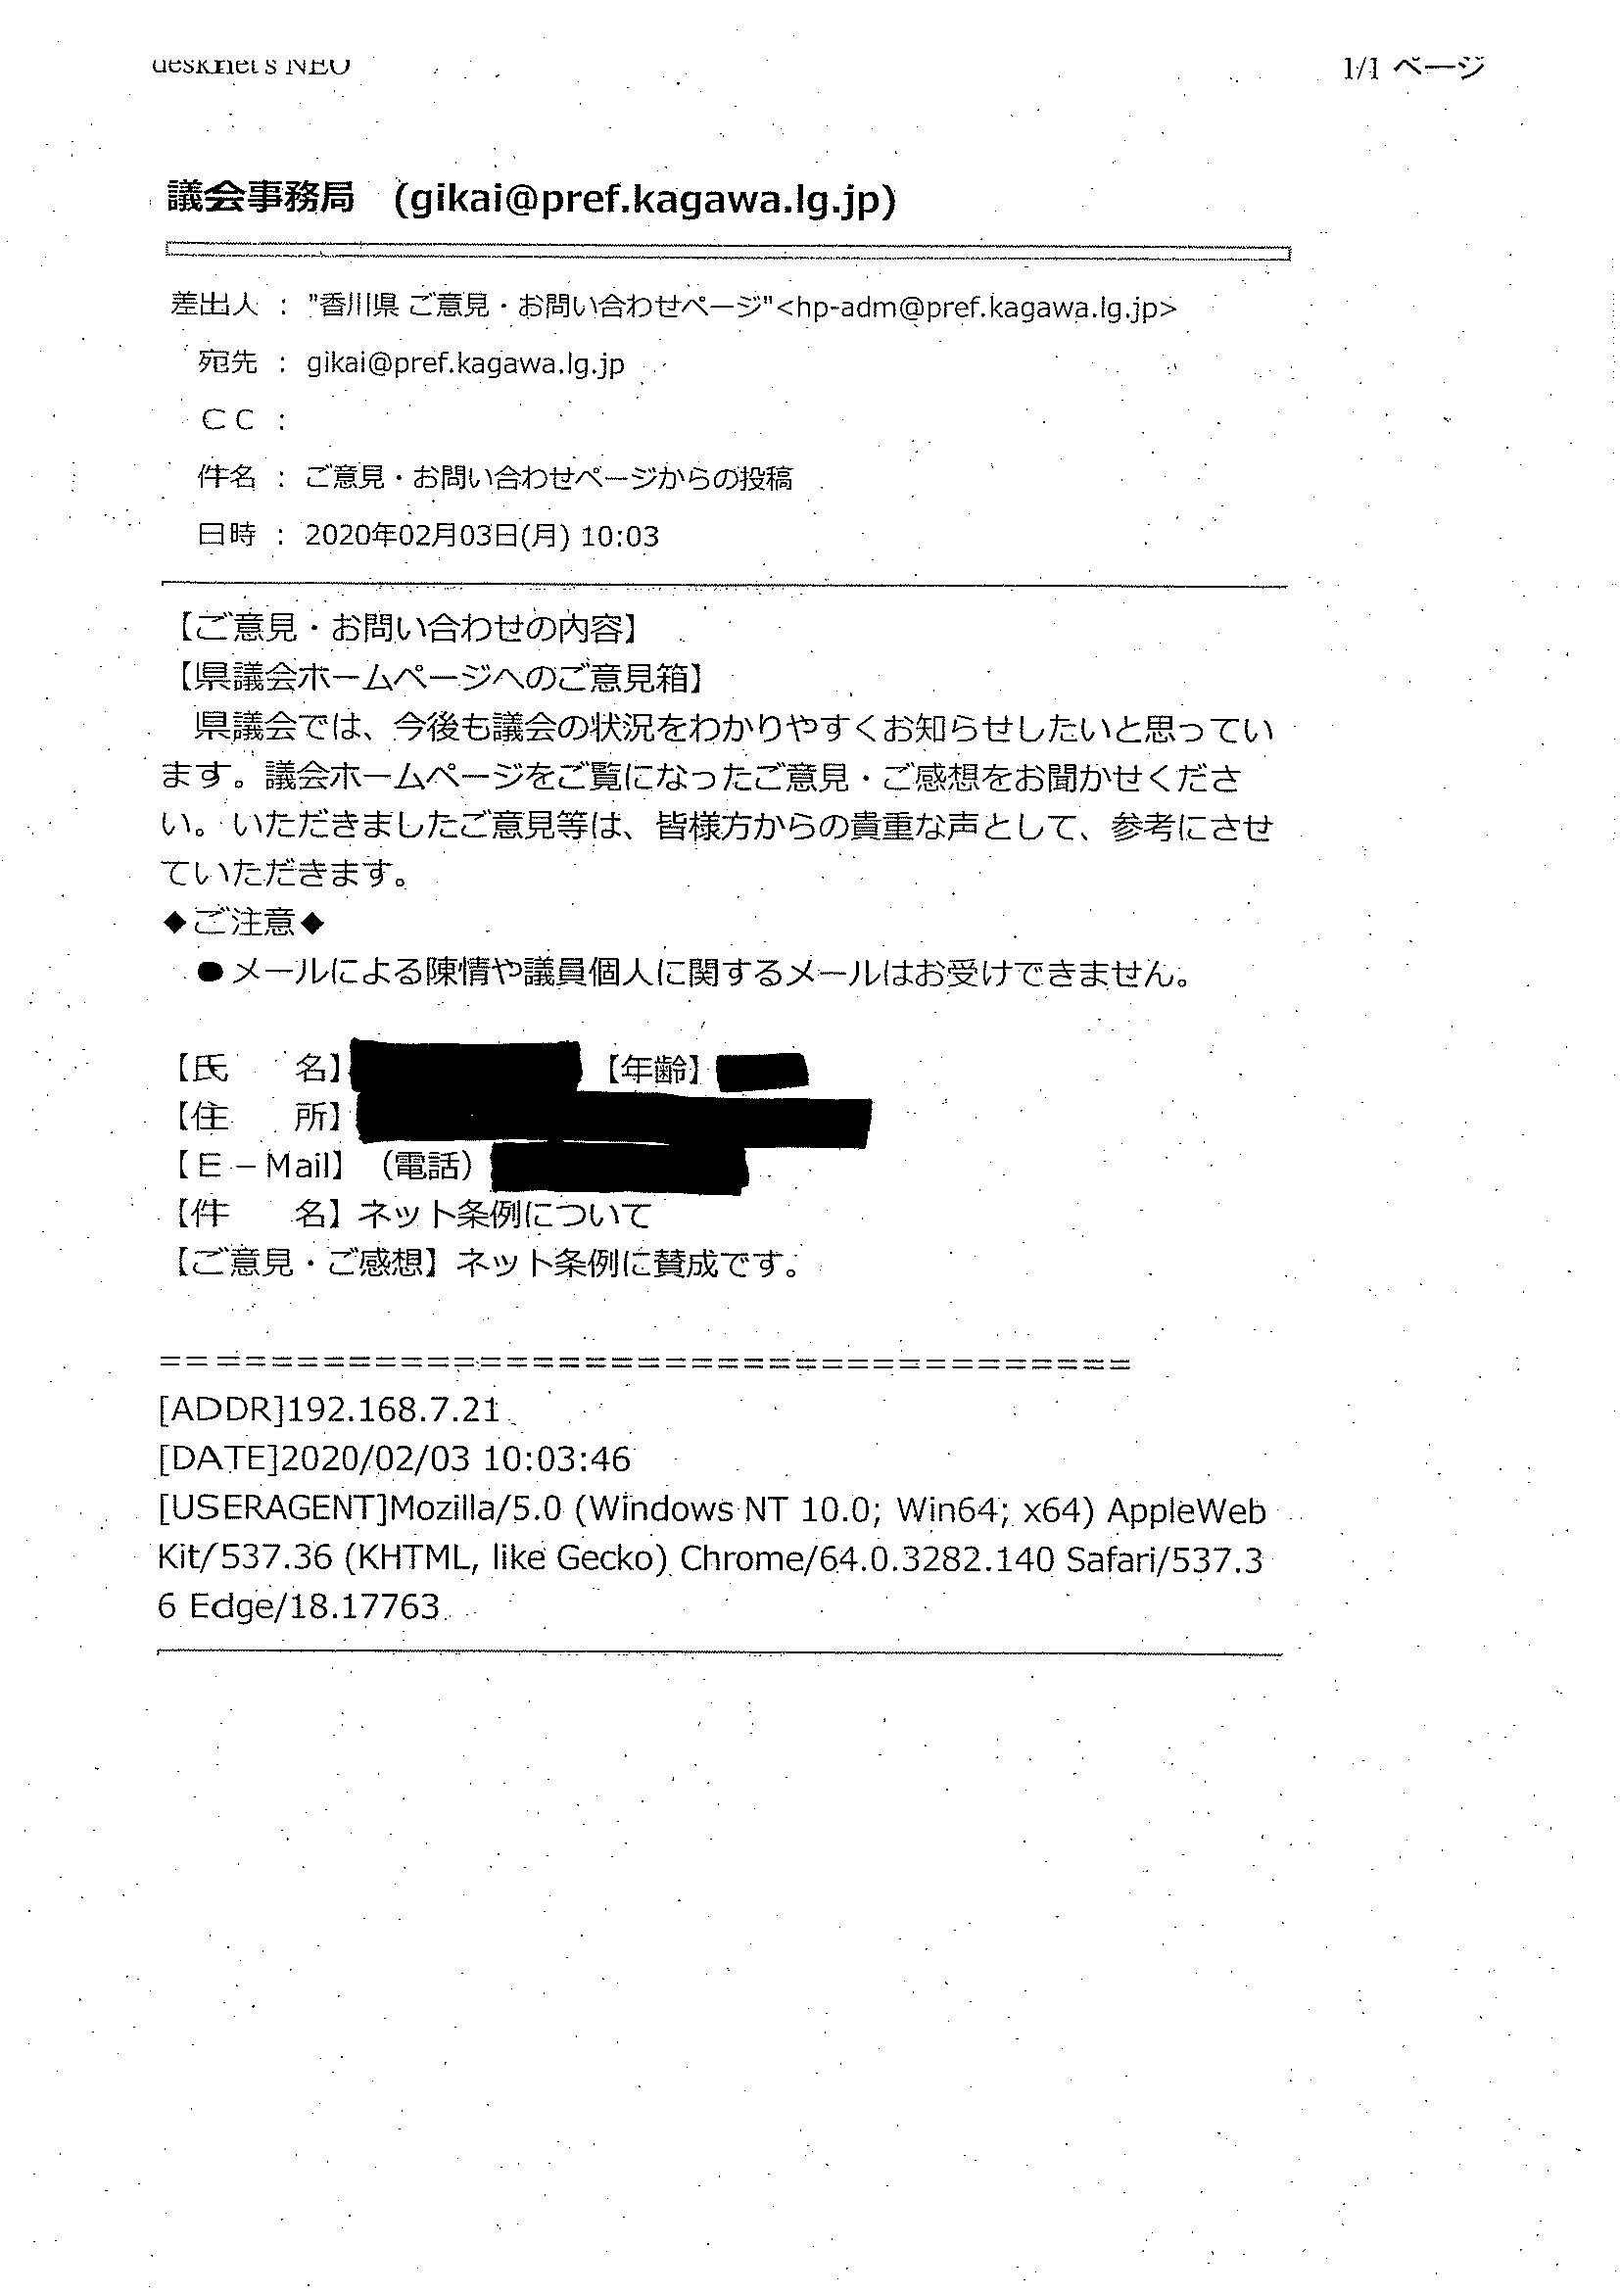 desknet's NEO
1/1 ページ
議会事務局 (gikai@pref.kagawa.lg.jp)
差出人 : "香川県 ご意見・お問い合わせページ"<hp-adm@pref.kagawa.lg.jp>
宛先 : gikai@pref.kagawa.lg.jp
ＣＣ :
件名 : ご意見・お問い合わせページからの投稿
日時 : 2020年02月03日(月) 10:03
【ご意見・お問い合わせの内容】
【県議会ホームページへのご意見箱】
　県議会では、今後も議会の状況をわかりやすくお知らせしたいと思ってい
ます。議会ホームページをご覧になったご意見・ご感想をお聞かせくださ
い。いただきましたご意見等は、皆様方からの貴重な声として、参考にさせ
ていただきます。
◆ご注意◆
　●メールによる陳情や議員個人に関するメールはお受けできません。
【氏　　名】　【年齢】
【住　　所】
【Ｅ－Mail】（電話）
【件　　名】ネット条例について
【ご意見・ご感想】ネット条例に賛成です。
=====================================
[ADDR]192.168.7.21
[DATE]2020/02/03 10:03:46
[USERAGENT]Mozilla/5.0 (Windows NT 10.0; Win64; x64) AppleWeb
Kit/537.36 (KHTML, like Gecko) Chrome/64.0.3282.140 Safari/537.3
6 Edge/18.17763